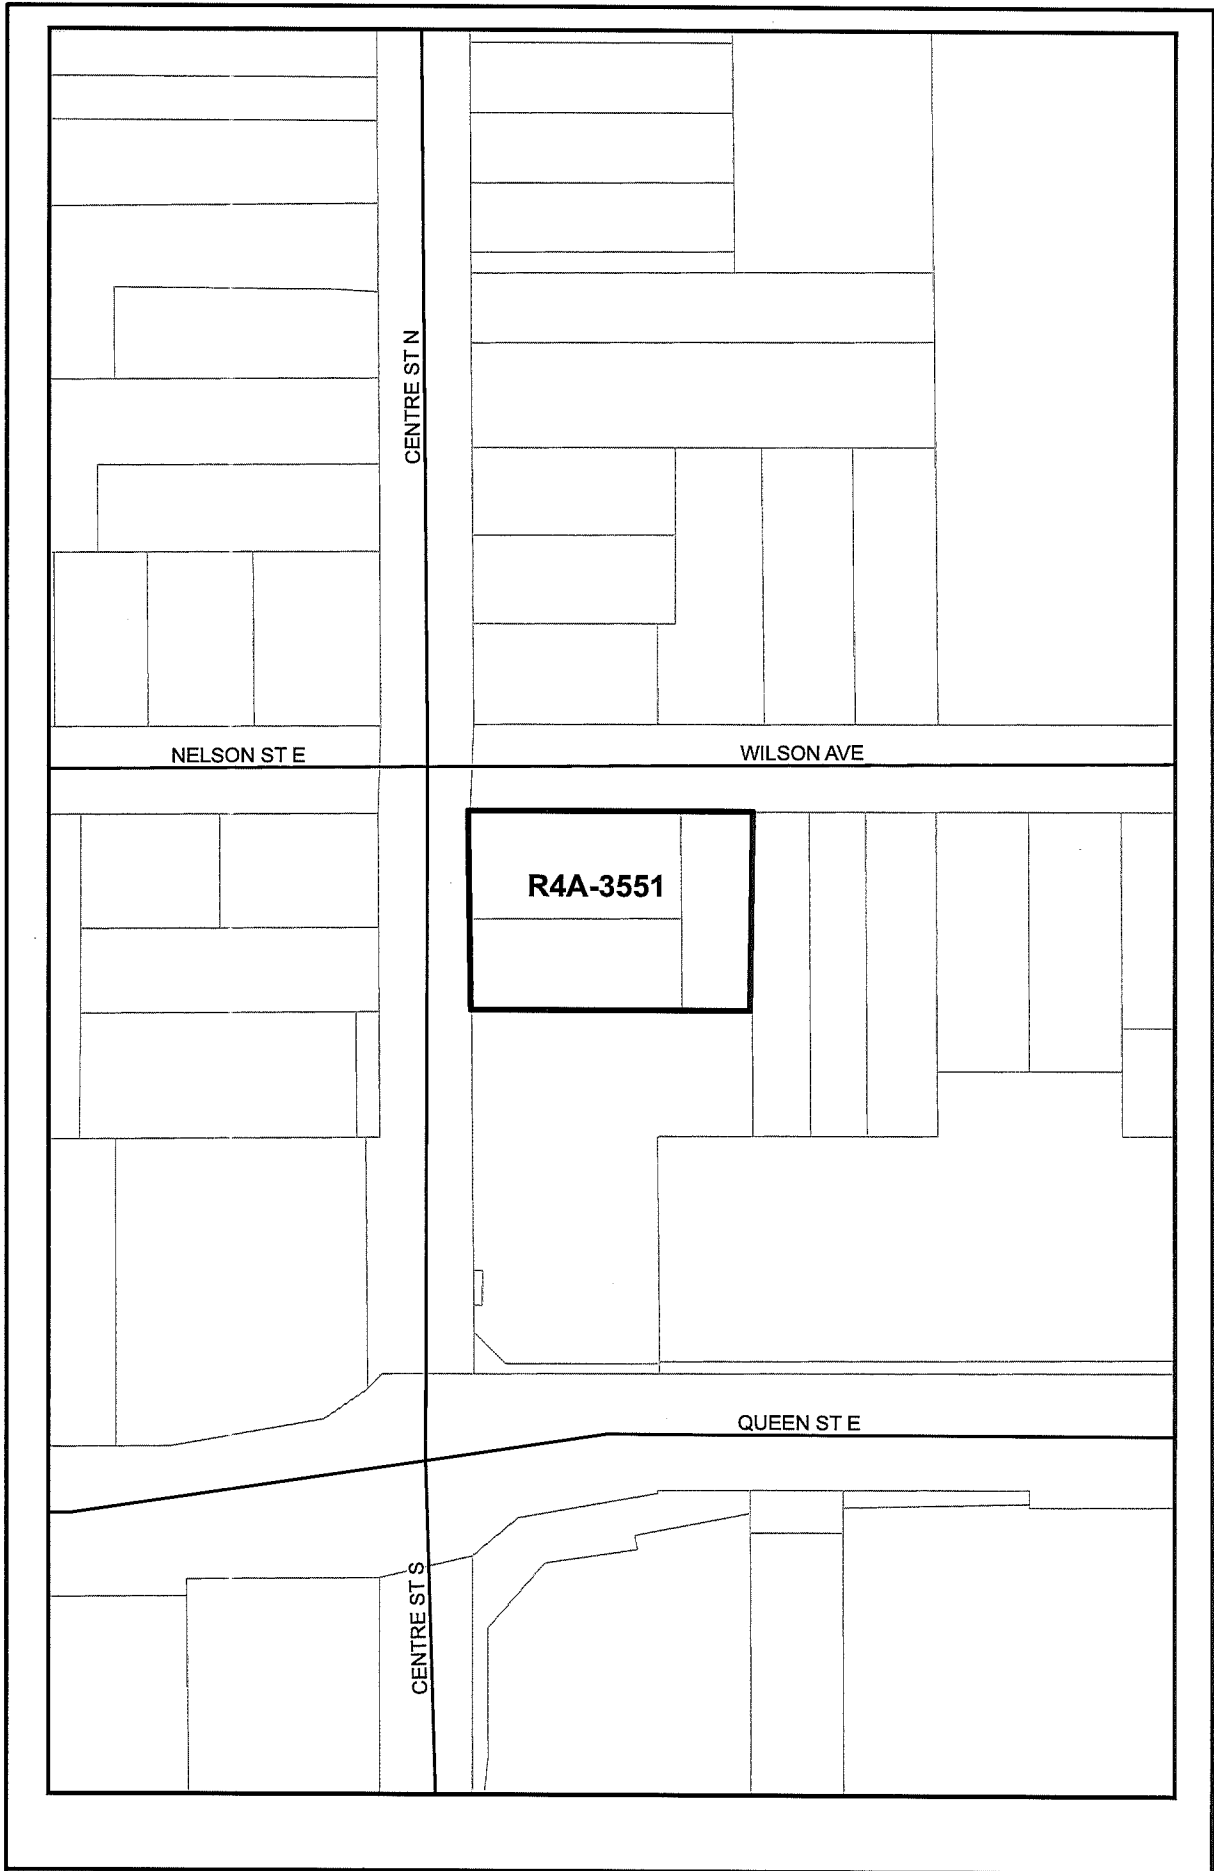 CENTRE ST N
NELSON ST E
WILSON AVE
R4A-3551
QUEEN ST E
CENTRE ST S